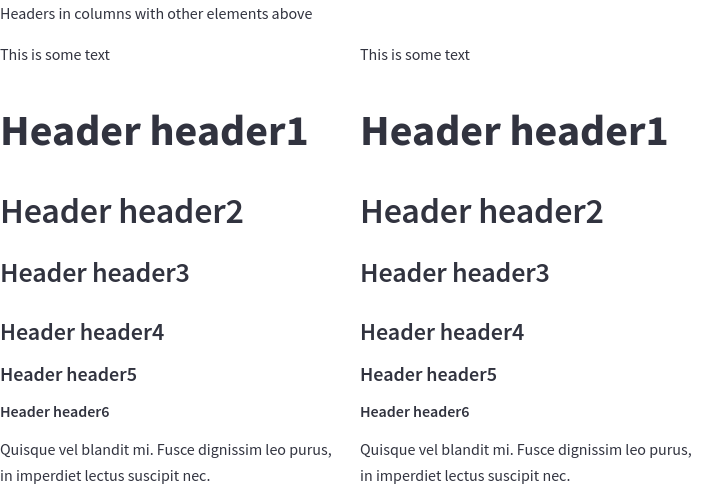 Headers in columns with other elements above
This is some text
Header header1
Header header2
Header header3
Header header4
Header header5
Header header6
Quisque vel blandit mi. Fusce dignissim leo purus,
in imperdiet lectus suscipit nec.
This is some text
Header header1
Header header2
Header header3
Header header4
Header header5
Header header6
Quisque vel blandit mi. Fusce dignissim leo purus,
in imperdiet lectus suscipit nec.